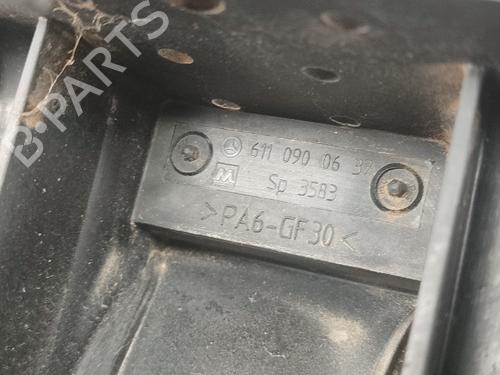 B·PARTS
611 090 06 37
M Sp 3583
>PA6-GF30<